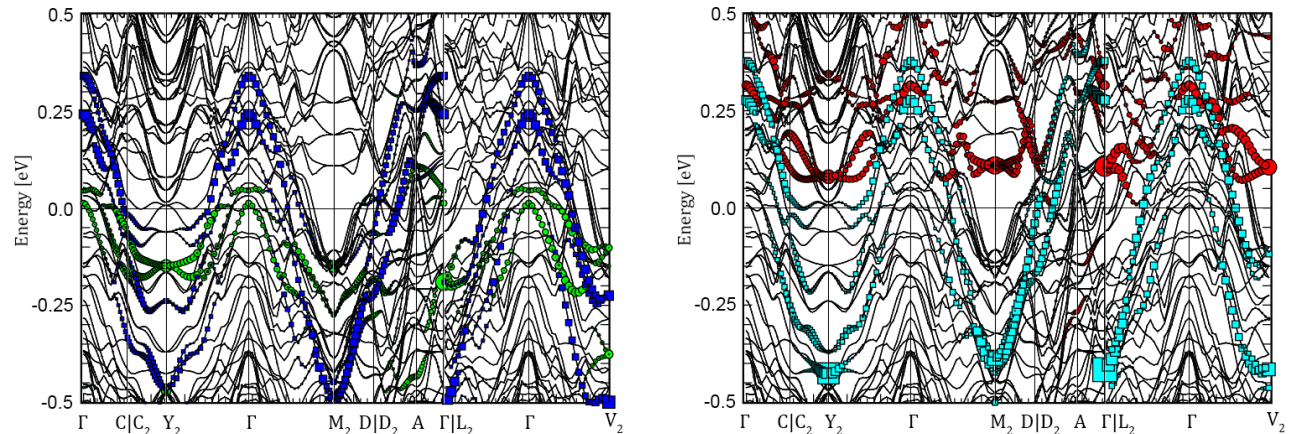 0.5
0.25
0.0
-0.25
-0.5
Energy [eV]
Γ C|C₂ Y₂ Γ M₂ D|D₂ A Γ|L₂ Γ V₂
0.5
0.25
0.0
-0.25
-0.5
Energy [eV]
Γ C|C₂ Y₂ Γ M₂ D|D₂ A Γ|L₂ Γ V₂